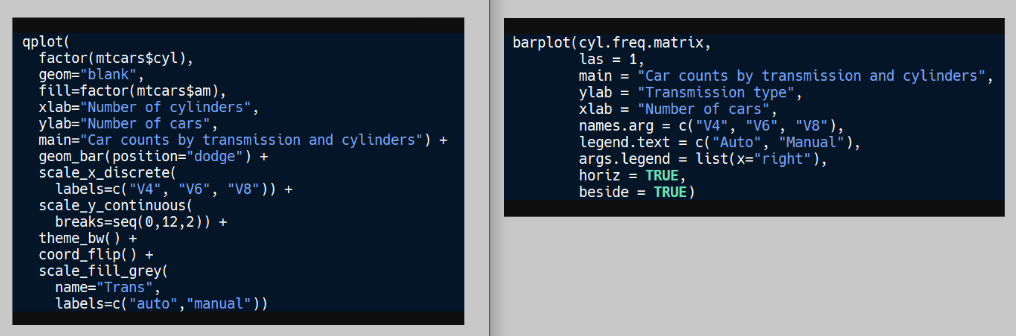 qplot(
  factor(mtcars$cyl),
  geom="blank",
  fill=factor(mtcars$am),
  xlab="Number of cylinders",
  ylab="Number of cars",
  main="Car counts by transmission and cylinders") +
  geom_bar(position="dodge") +
  scale_x_discrete(
    labels=c("V4", "V6", "V8")) +
  scale_y_continuous(
    breaks=seq(0,12,2)) +
  theme_bw() +
  coord_flip() +
  scale_fill_grey(
    name="Trans",
    labels=c("auto","manual"))
barplot(cyl.freq.matrix,
        las = 1,
        main = "Car counts by transmission and cylinders",
        ylab = "Transmission type",
        xlab = "Number of cars",
        names.arg = c("V4", "V6", "V8"),
        legend.text = c("Auto", "Manual"),
        args.legend = list(x="right"),
        horiz = TRUE,
        beside = TRUE)